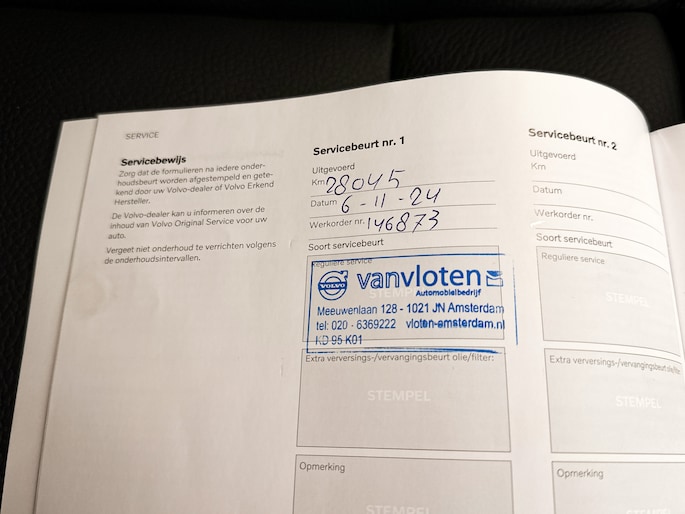 SERVICE
Servicebewijs
Zorg dat de formulieren na iedere onder-
houdsbeurt worden afgestempeld en gete-
kend door uw Volvo-dealer of Volvo Erkend
Hersteller.
De Volvo-dealer kan u informeren over de
inhoud van Volvo Original Service voor uw
auto.
Vergeet niet onderhoud te verrichten volgens
de onderhoudsintervallen.
Servicebeurt nr. 1
Uitgevoerd
Km 28045
Datum 6-11-24
Werkorder nr. 146873
Soort servicebeurt
Reguliere service
VOLVO vanvloten
Automobielbedrijf
Meeuwenlaan 128 - 1021 JN Amsterdam
tel: 020 - 6369222 vloten-amsterdam.nl
KD 95 K01
Extra verversings-/vervangingsbeurt olie/filter:
STEMPEL
Opmerking
STEMPEL
Servicebeurt nr. 2
Uitgevoerd
Km
Datum
Werkorder nr.
Soort servicebeurt
Reguliere service
Extra verversings-/vervangingsbeurt olie/filter:
STEMPEL
Opmerking